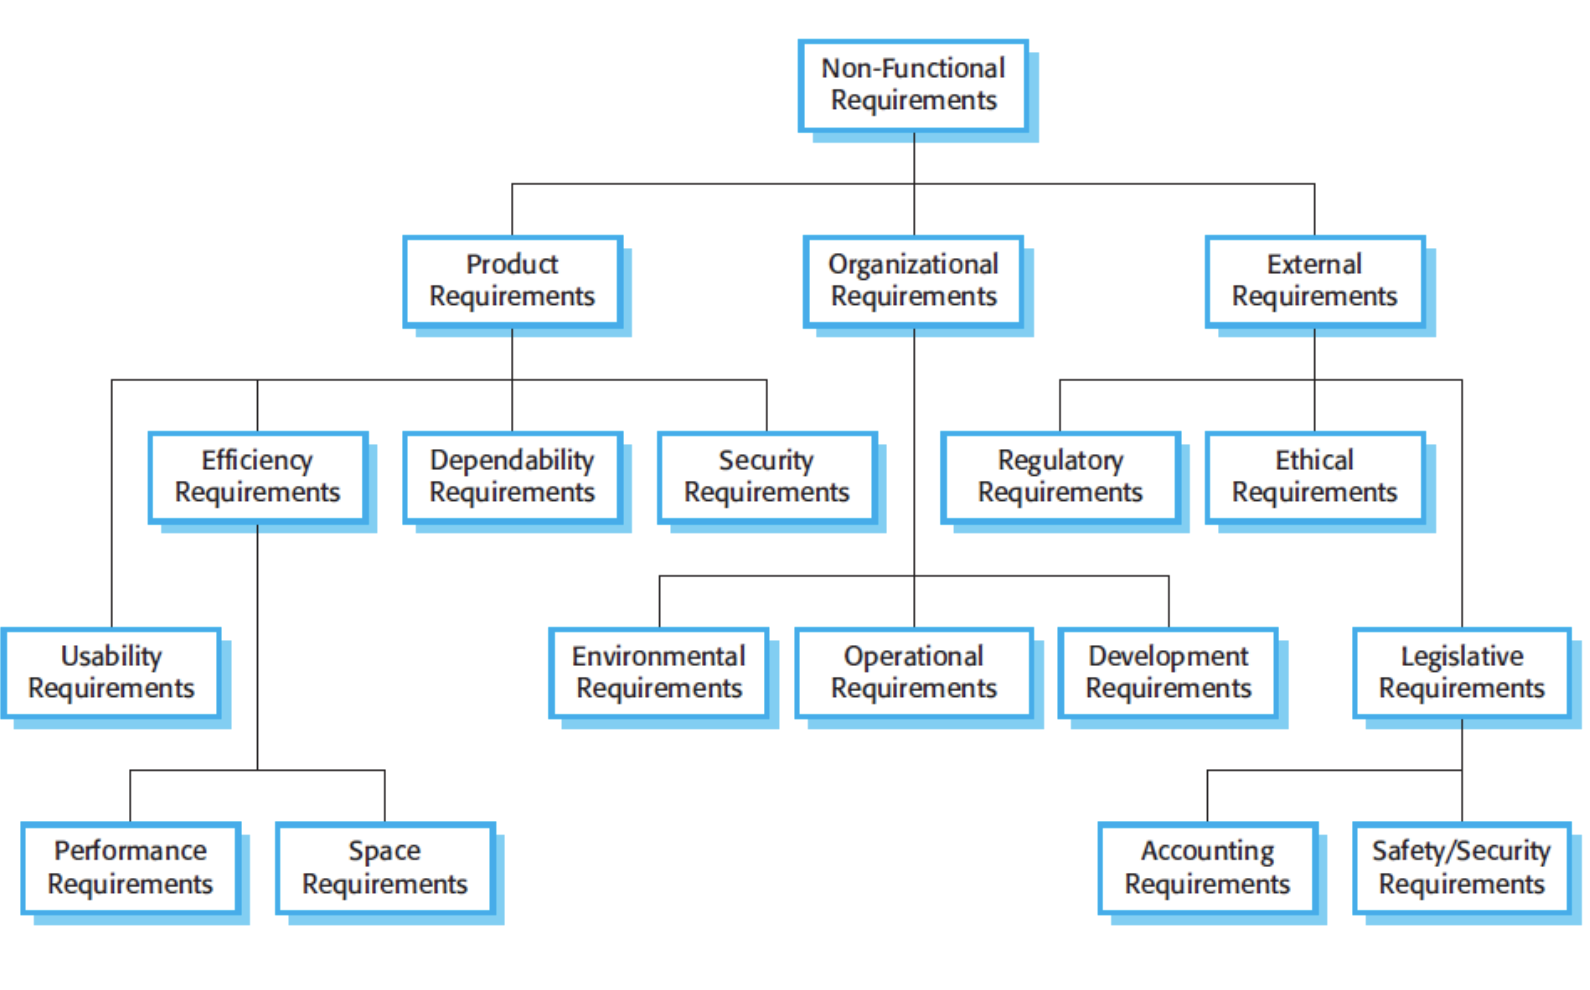 Non-Functional
Requirements
Product
Requirements
Organizational
Requirements
External
Requirements
Efficiency
Requirements
Dependability
Requirements
Security
Requirements
Regulatory
Requirements
Ethical
Requirements
Usability
Requirements
Environmental
Requirements
Operational
Requirements
Development
Requirements
Legislative
Requirements
Performance
Requirements
Space
Requirements
Accounting
Requirements
Safety/Security
Requirements